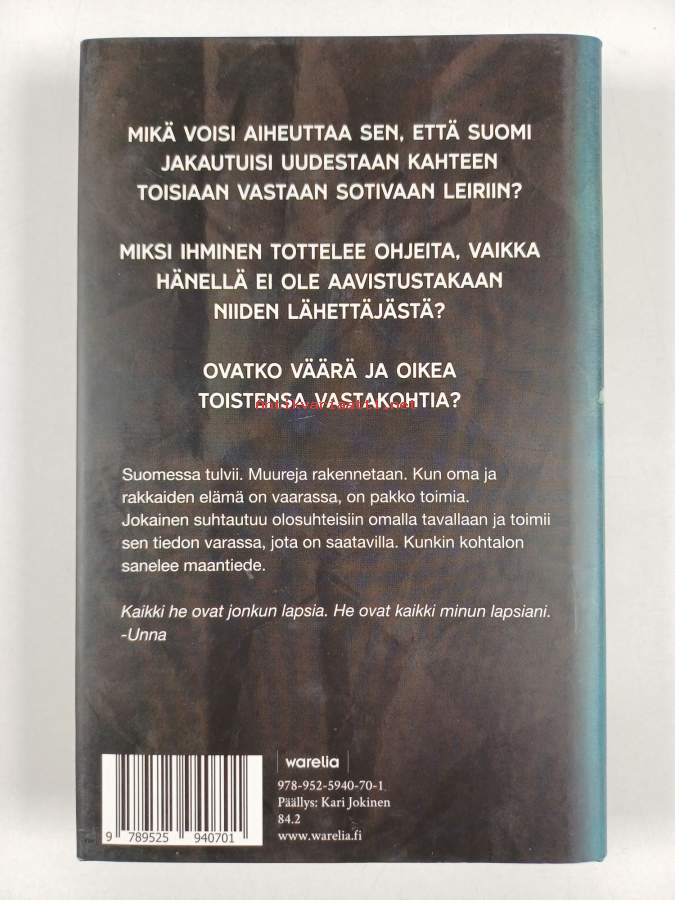 MIKÄ VOISI AIHEUTTAA SEN, ETTÄ SUOMI
JAKAUTUISI UUDESTAAN KAHTEEN
TOISIAAN VASTAAN SOTIVAAN LEIRIIN?
MIKSI IHMINEN TOTTELEE OHJEITA, VAIKKA
HÄNELLÄ EI OLE AAVISTUSTAKAAN
NIIDEN LÄHETTÄJÄSTÄ?
OVATKO VÄÄRÄ JA OIKEA
TOISTENSA VASTAKOHTIA?
Antikvariaatti.net
Suomessa tulvii. Muureja rakennetaan. Kun oma ja
rakkaiden elämä on vaarassa, on pakko toimia.
Jokainen suhtautuu olosuhteisiin omalla tavallaan ja toimii
sen tiedon varassa, jota on saatavilla. Kunkin kohtalon
sanelee maantiede.
Kaikki he ovat jonkun lapsia. He ovat kaikki minun lapsiani.
-Unna
warelia
978-952-5940-70-1
Päällys: Kari Jokinen
84.2
www.warelia.fi
9 789525 940701